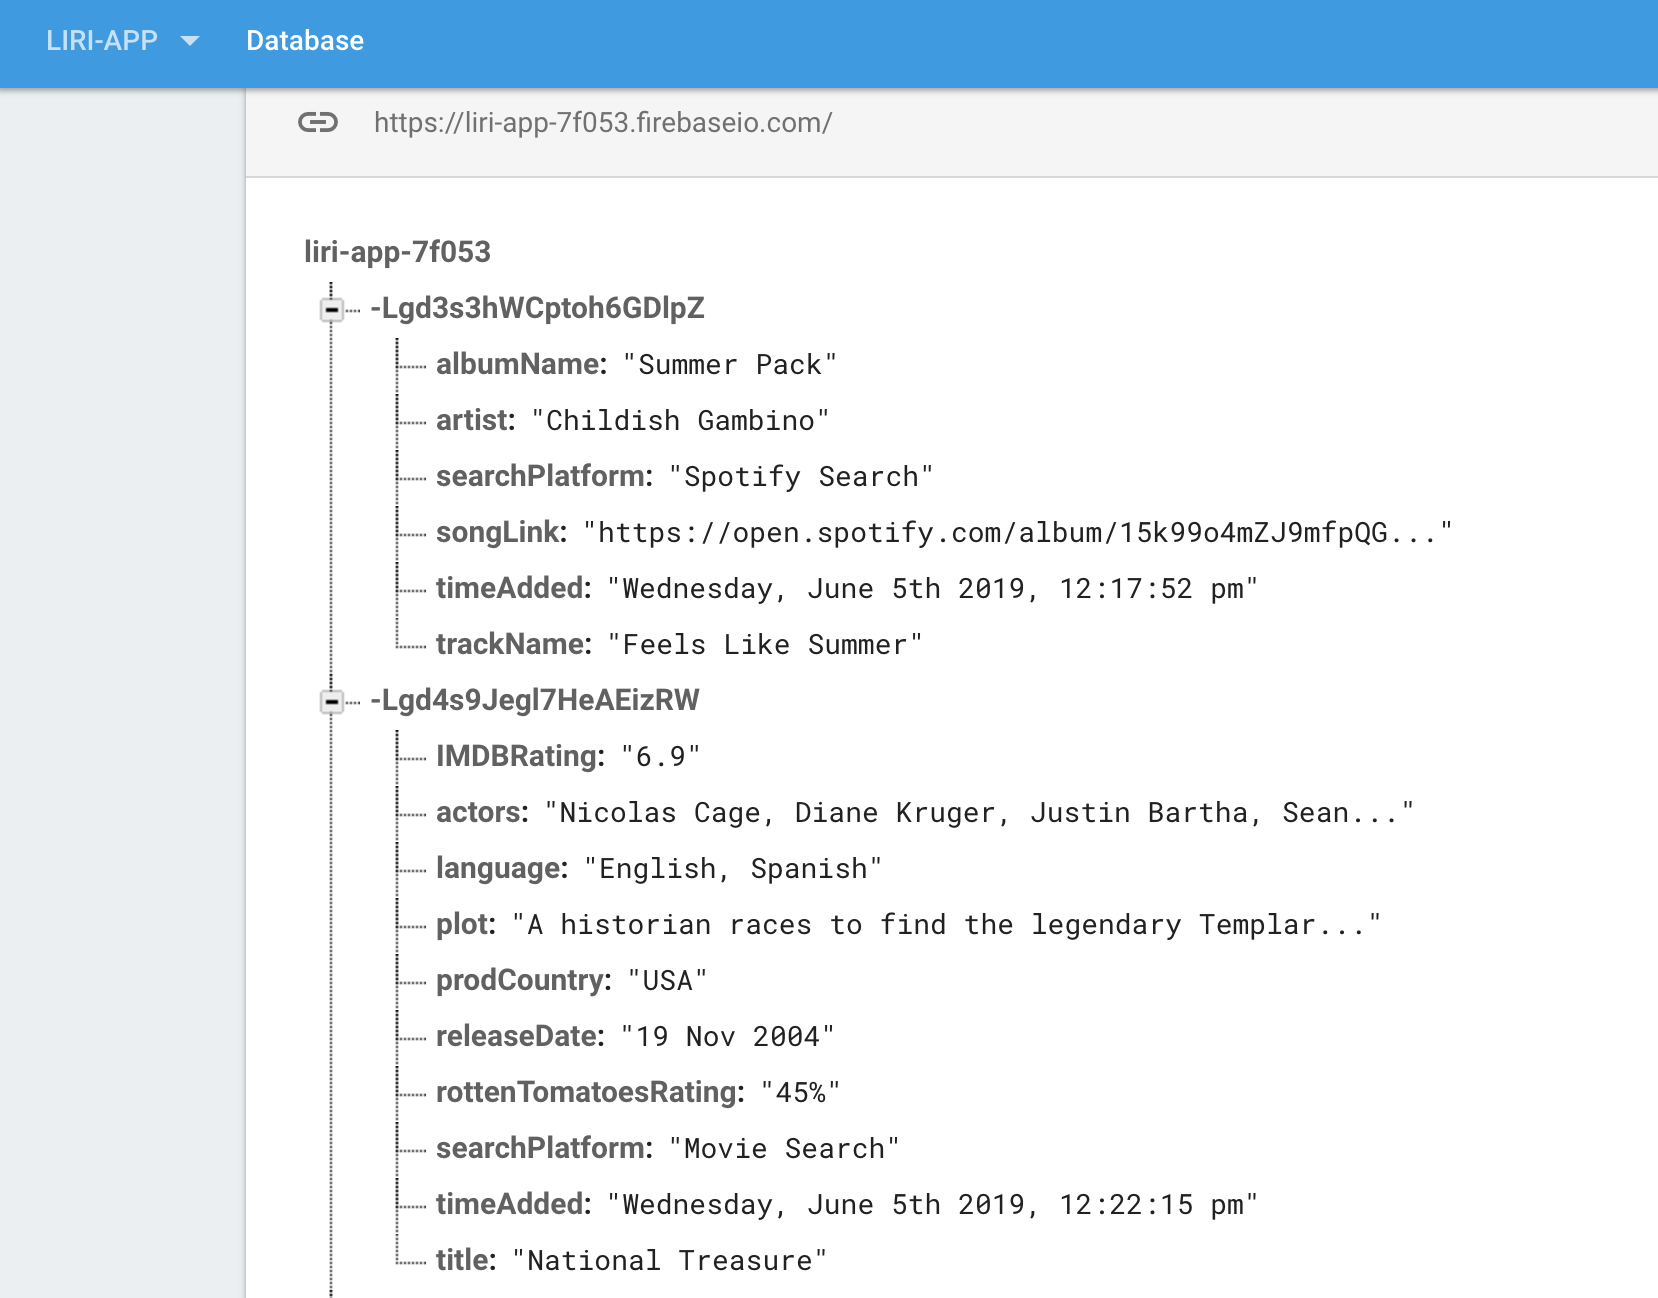 LIRI-APP Database
https://liri-app-7f053.firebaseio.com/
liri-app-7f053
-Lgd3s3hWCptoh6GDlpZ
albumName: "Summer Pack"
artist: "Childish Gambino"
searchPlatform: "Spotify Search"
songLink: "https://open.spotify.com/album/15k99o4mZJ9mfpQG..."
timeAdded: "Wednesday, June 5th 2019, 12:17:52 pm"
trackName: "Feels Like Summer"
-Lgd4s9Jegl7HeAEizRW
IMDBRating: "6.9"
actors: "Nicolas Cage, Diane Kruger, Justin Bartha, Sean..."
language: "English, Spanish"
plot: "A historian races to find the legendary Templar..."
prodCountry: "USA"
releaseDate: "19 Nov 2004"
rottenTomatoesRating: "45%"
searchPlatform: "Movie Search"
timeAdded: "Wednesday, June 5th 2019, 12:22:15 pm"
title: "National Treasure"